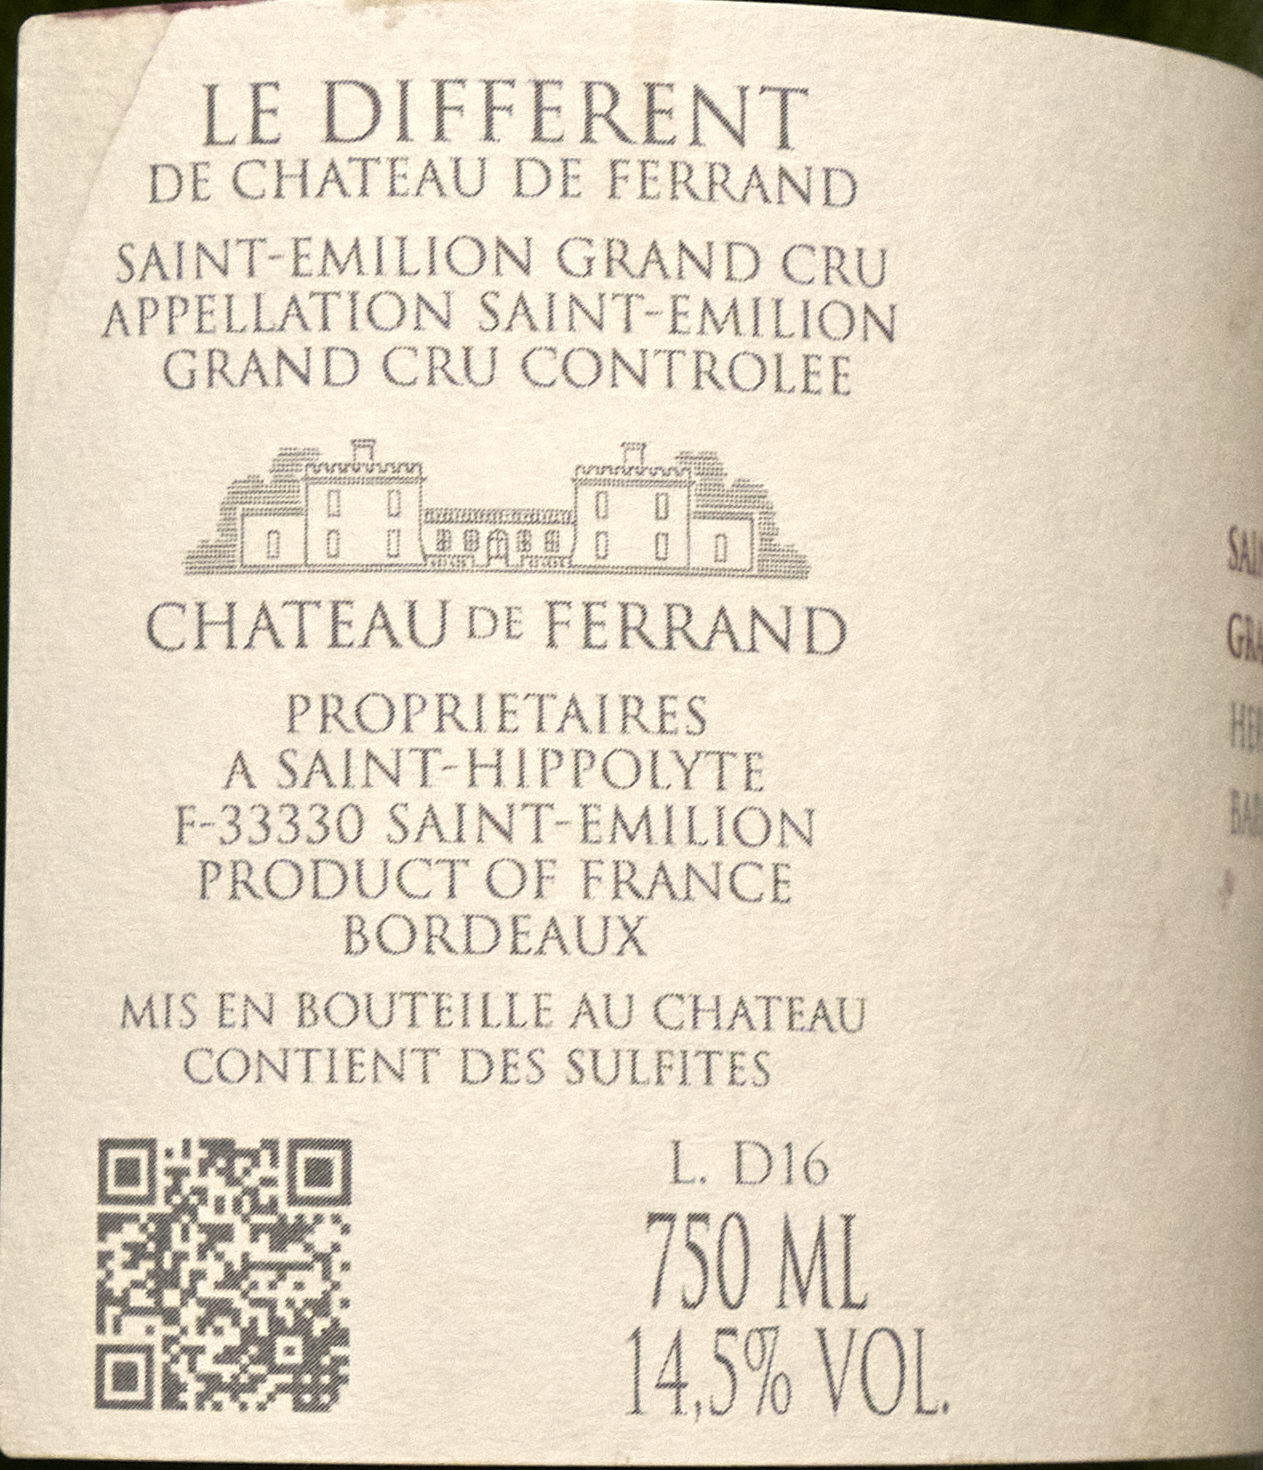 LE DIFFERENT
DE CHATEAU DE FERRAND
SAINT-EMILION GRAND CRU
APPELLATION SAINT-EMILION
GRAND CRU CONTROLEE
CHATEAU DE FERRAND
PROPRIETAIRES
A SAINT-HIPPOLYTE
F-33330 SAINT-EMILION
PRODUCT OF FRANCE
BORDEAUX
MIS EN BOUTEILLE AU CHATEAU
CONTIENT DES SULFITES
L. D16
750 ML
14,5% VOL.